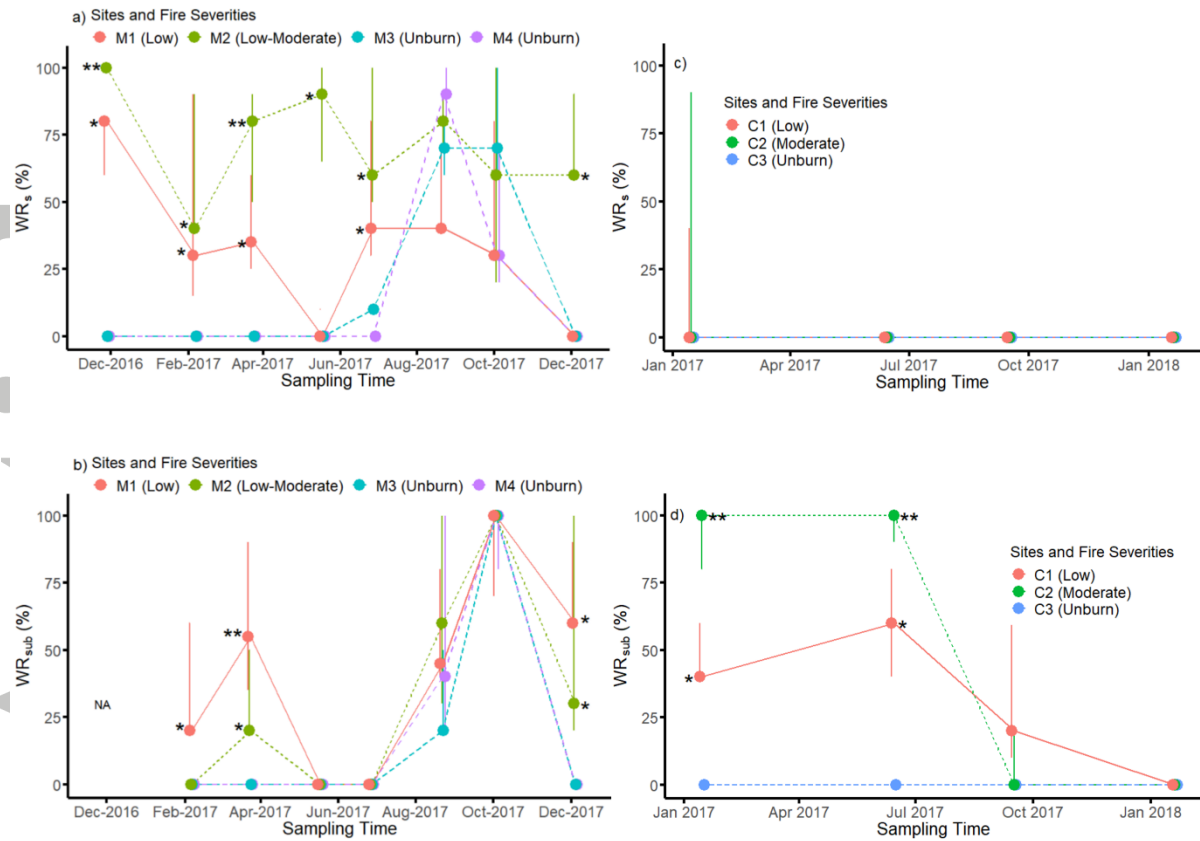 a) Sites and Fire Severities
M1 (Low) M2 (Low-Moderate) M3 (Unburn) M4 (Unburn)
WRs (%)
100
75
50
25
0
** * * * ** * * * * *
Dec-2016 Feb-2017 Apr-2017 Jun-2017 Aug-2017 Oct-2017 Dec-2017
Sampling Time
c)
Sites and Fire Severities
C1 (Low)
C2 (Moderate)
C3 (Unburn)
WRs (%)
100
75
50
25
0
Jan 2017 Apr 2017 Jul 2017 Oct 2017 Jan 2018
Sampling Time
b) Sites and Fire Severities
M1 (Low) M2 (Low-Moderate) M3 (Unburn) M4 (Unburn)
WRsub (%)
100
75
50
25
0
NA
* ** * * *
Dec-2016 Feb-2017 Apr-2017 Jun-2017 Aug-2017 Oct-2017 Dec-2017
Sampling Time
d)
Sites and Fire Severities
C1 (Low)
C2 (Moderate)
C3 (Unburn)
WRsub (%)
100
75
50
25
0
** ** * *
Jan 2017 Apr 2017 Jul 2017 Oct 2017 Jan 2018
Sampling Time